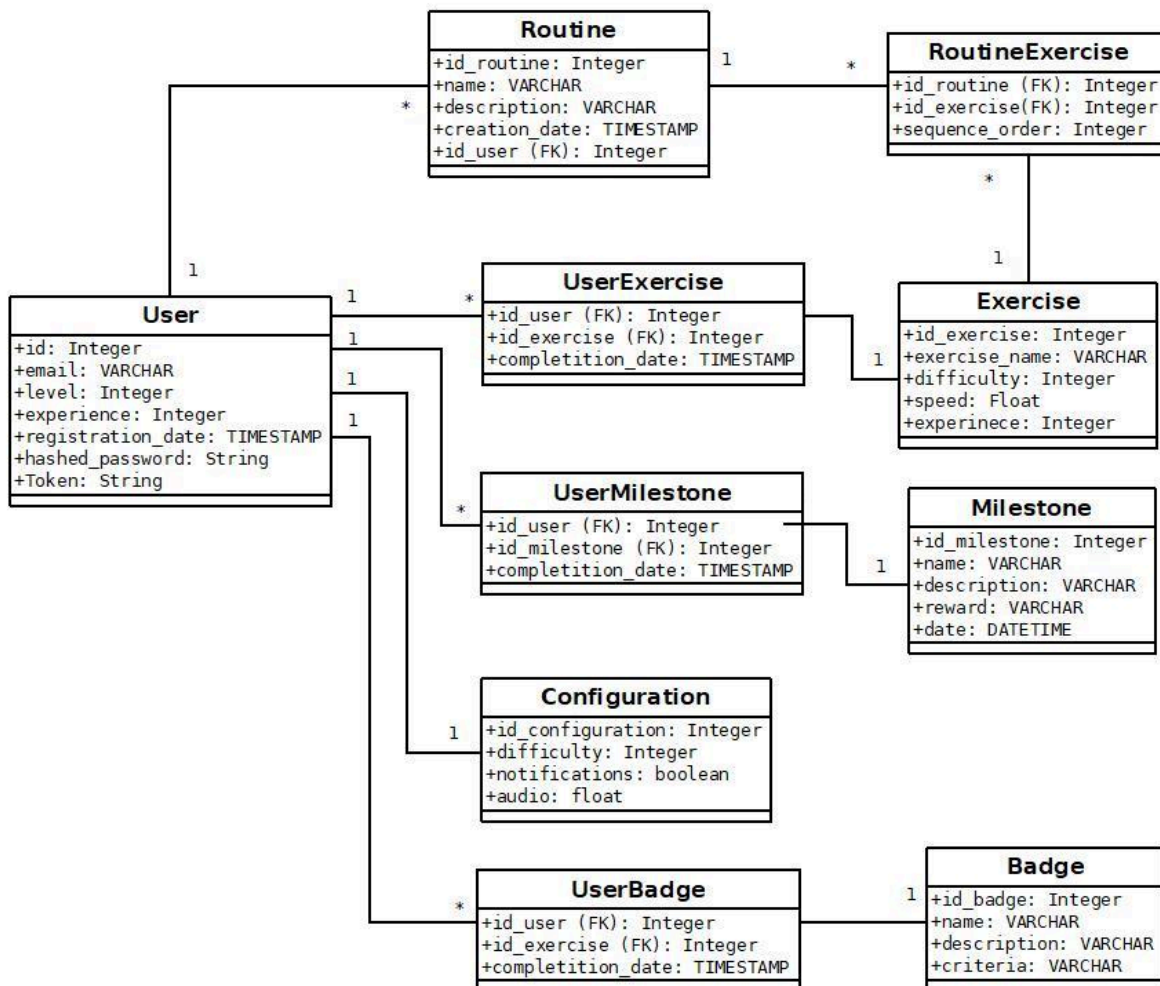 Routine
+id_routine: Integer
+name: VARCHAR
+description: VARCHAR
+creation_date: TIMESTAMP
+id_user (FK): Integer
1
*
RoutineExercise
+id_routine (FK): Integer
+id_exercise(FK): Integer
+sequence_order: Integer
*
*
1
1
User
+id: Integer
+email: VARCHAR
+level: Integer
+experience: Integer
+registration_date: TIMESTAMP
+hashed_password: String
+Token: String
1
*
1
1
1
UserExercise
+id_user (FK): Integer
+id_exercise (FK): Integer
+completition_date: TIMESTAMP
1
Exercise
+id_exercise: Integer
+exercise_name: VARCHAR
+difficulty: Integer
+speed: Float
+experinece: Integer
*
UserMilestone
+id_user (FK): Integer
+id_milestone (FK): Integer
+completition_date: TIMESTAMP
1
Milestone
+id_milestone: Integer
+name: VARCHAR
+description: VARCHAR
+reward: VARCHAR
+date: DATETIME
1
Configuration
+id_configuration: Integer
+difficulty: Integer
+notifications: boolean
+audio: float
*
UserBadge
+id_user (FK): Integer
+id_exercise (FK): Integer
+completition_date: TIMESTAMP
1
Badge
+id_badge: Integer
+name: VARCHAR
+description: VARCHAR
+criteria: VARCHAR